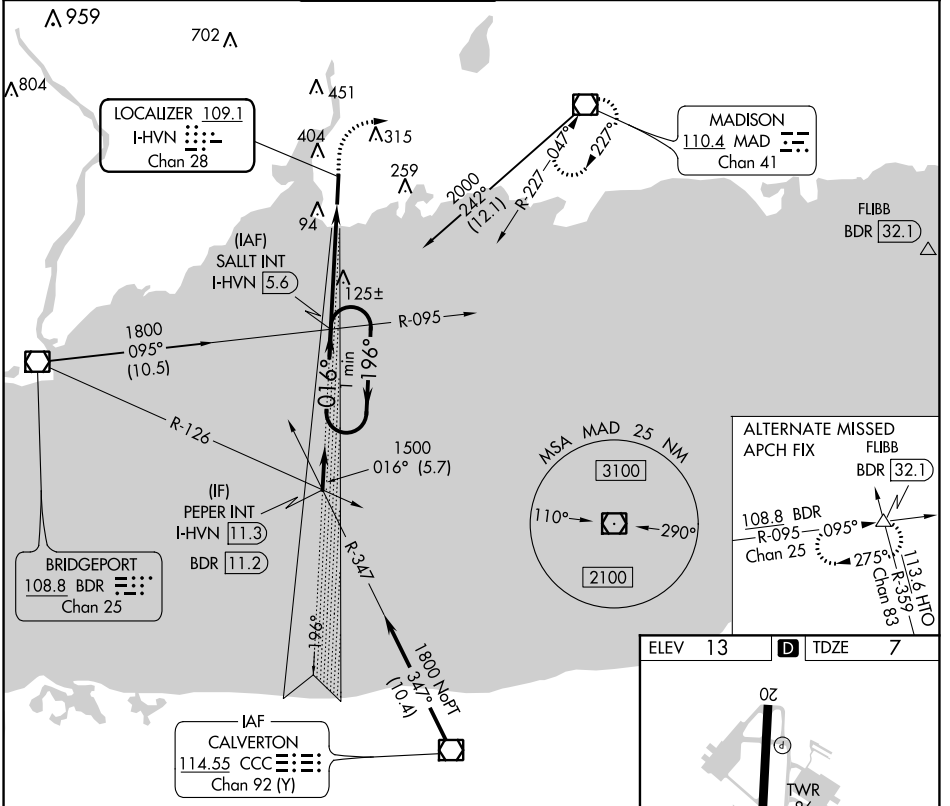 959
702
804
451
LOCALIZER 109.1
I-HVN
Chan 28
404
315
MADISON
110.4 MAD
Chan 41
259
2000
242°
(12.1)
R-227
047°
227°
94
FLIBB
BDR 32.1
(IAF)
SALLT INT
I-HVN 5.6
125±
1800
095°
(10.5)
R-095
016°
1 min
196°
R-126
1500
016° (5.7)
(IF)
PEPER INT
I-HVN 11.3
BDR 11.2
MSA MAD 25 NM
3100
110°
290°
2100
ALTERNATE MISSED
APCH FIX
FLIBB
BDR 32.1
108.8 BDR
R-095
095°
Chan 25
275°
113.6 HTO
R-359
Chan 83
BRIDGEPORT
108.8 BDR
Chan 25
R-347
196°
1800 NoPT
347°
(10.4)
IAF
CALVERTON
114.55 CCC
Chan 92 (Y)
ELEV 13
D
TDZE 7
20
P
TWR